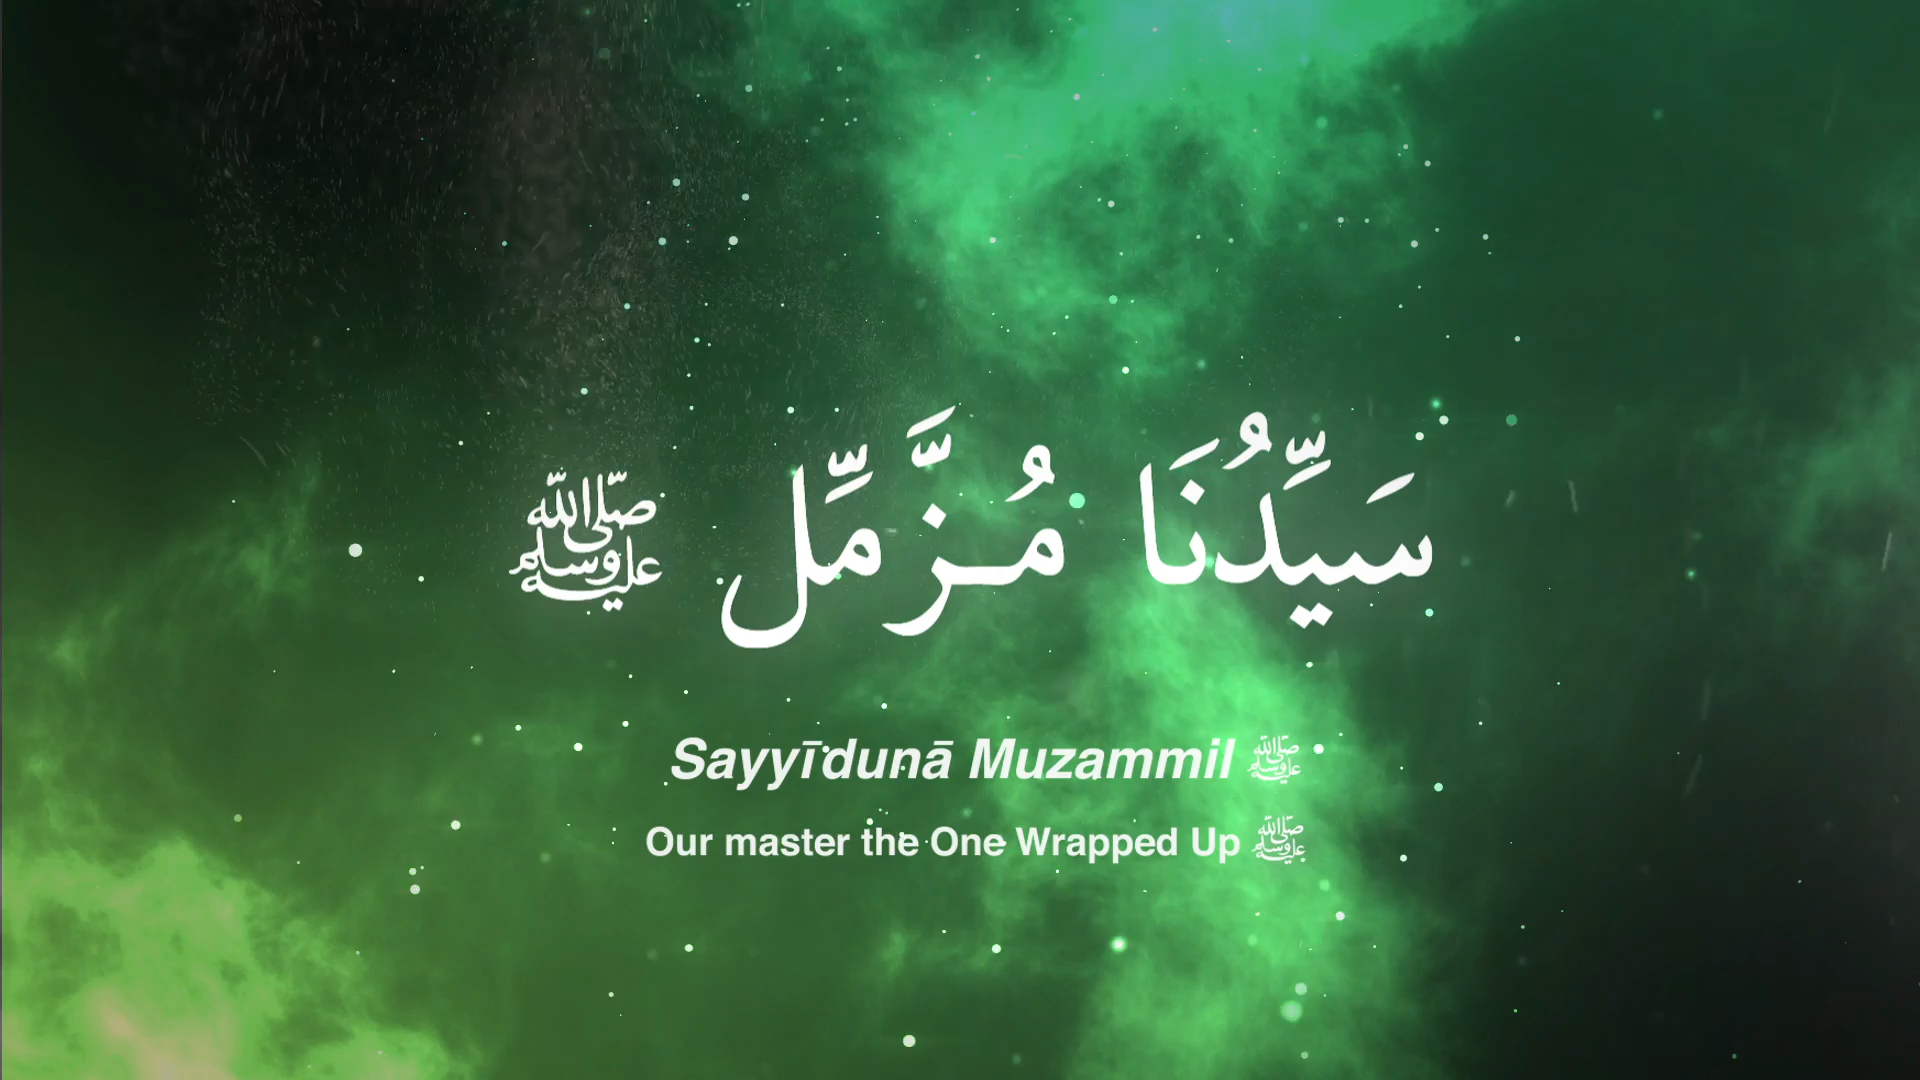 سَيِّدُنَا مُـزَّمِّل ﷺ
Sayyīdunā Muzammil ﷺ
Our master the One Wrapped Up ﷺ